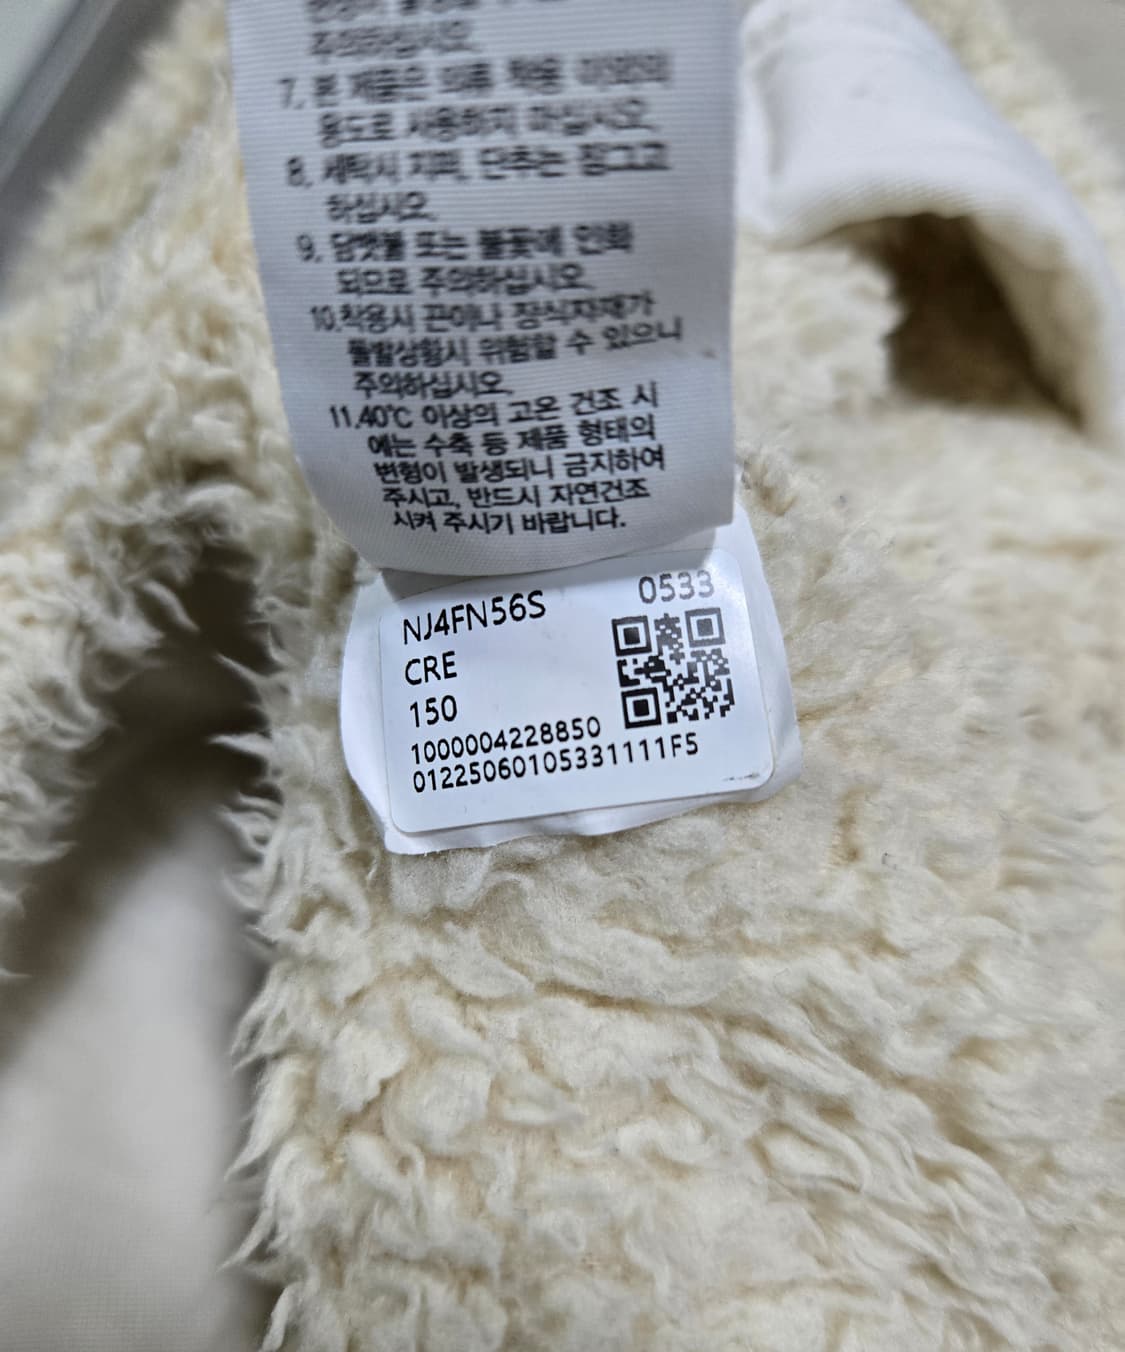 주의하십시오.
7. 본 제품은 의류 착용 이외의
용도로 사용하지 마십시오.
8. 세탁시 지퍼, 단추는 잠그고
하십시오.
9. 담뱃불 또는 불꽃에 인화
되므로 주의하십시오.
10.착용시 끈이나 장식자재가
돌발상황시 위험할 수 있으니
주의하십시오.
11.40℃ 이상의 고온 건조 시
에는 수축 등 제품 형태의
변형이 발생되니 금지하여
주시고, 반드시 자연건조
시켜 주시기 바랍니다.
NJ4FN56S 0533
CRE
150
1000004228850
01225060105331111F5